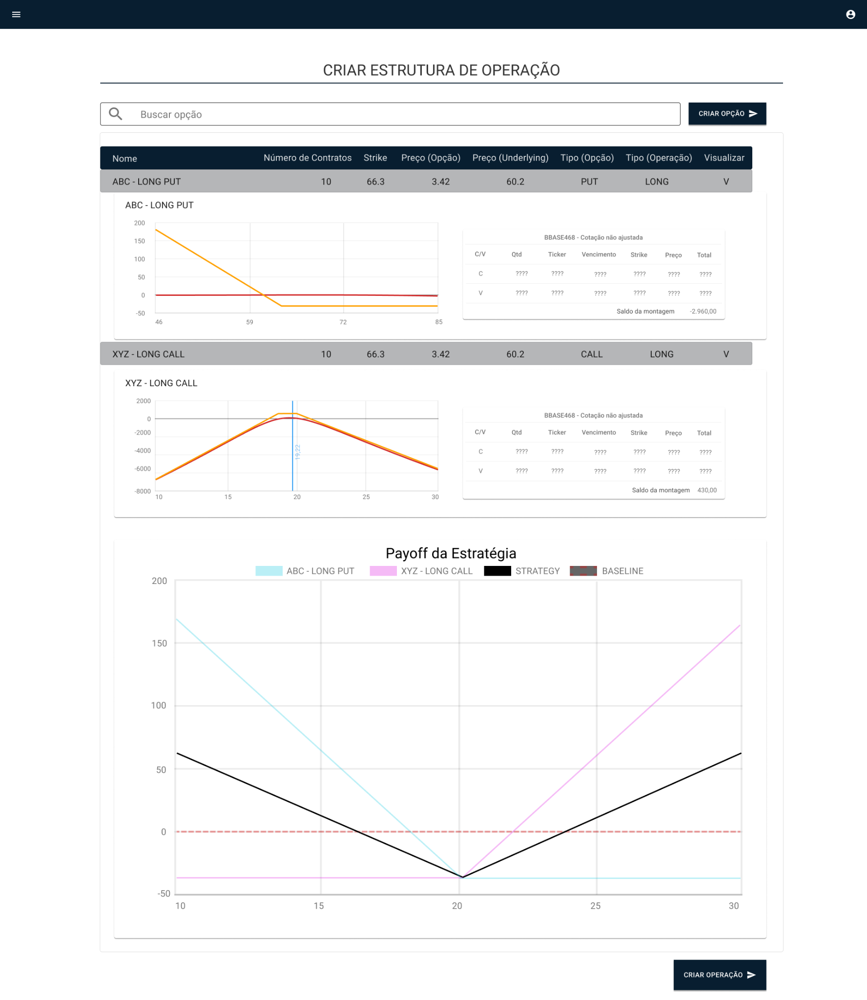 CRIAR ESTRUTURA DE OPERAÇÃO
Buscar opção
CRIAR OPÇÃO
Nome Número de Contratos Strike Preço (Opção) Preço (Underlying) Tipo (Opção) Tipo (Operação) Visualizar
ABC - LONG PUT 10 66.3 3.42 60.2 PUT LONG V
ABC - LONG PUT
200
150
100
50
0
-50
46 59 72 85
BBASE468 - Cotação não ajustada
C/V Qtd Ticker Vencimento Strike Preço Total
C ???? ???? ???? ???? ???? ????
V ???? ???? ???? ???? ???? ????
Saldo da montagem -2.960,00
XYZ - LONG CALL 10 66.3 3.42 60.2 CALL LONG V
XYZ - LONG CALL
2000
0
-2000
-4000
-6000
-8000
19,22
10 15 20 25 30
BBASE468 - Cotação não ajustada
C/V Qtd Ticker Vencimento Strike Preço Total
C ???? ???? ???? ???? ???? ????
V ???? ???? ???? ???? ???? ????
Saldo da montagem 430,00
Payoff da Estratégia
ABC - LONG PUT XYZ - LONG CALL STRATEGY BASELINE
200
150
100
50
0
-50
10 15 20 25 30
CRIAR OPERAÇÃO